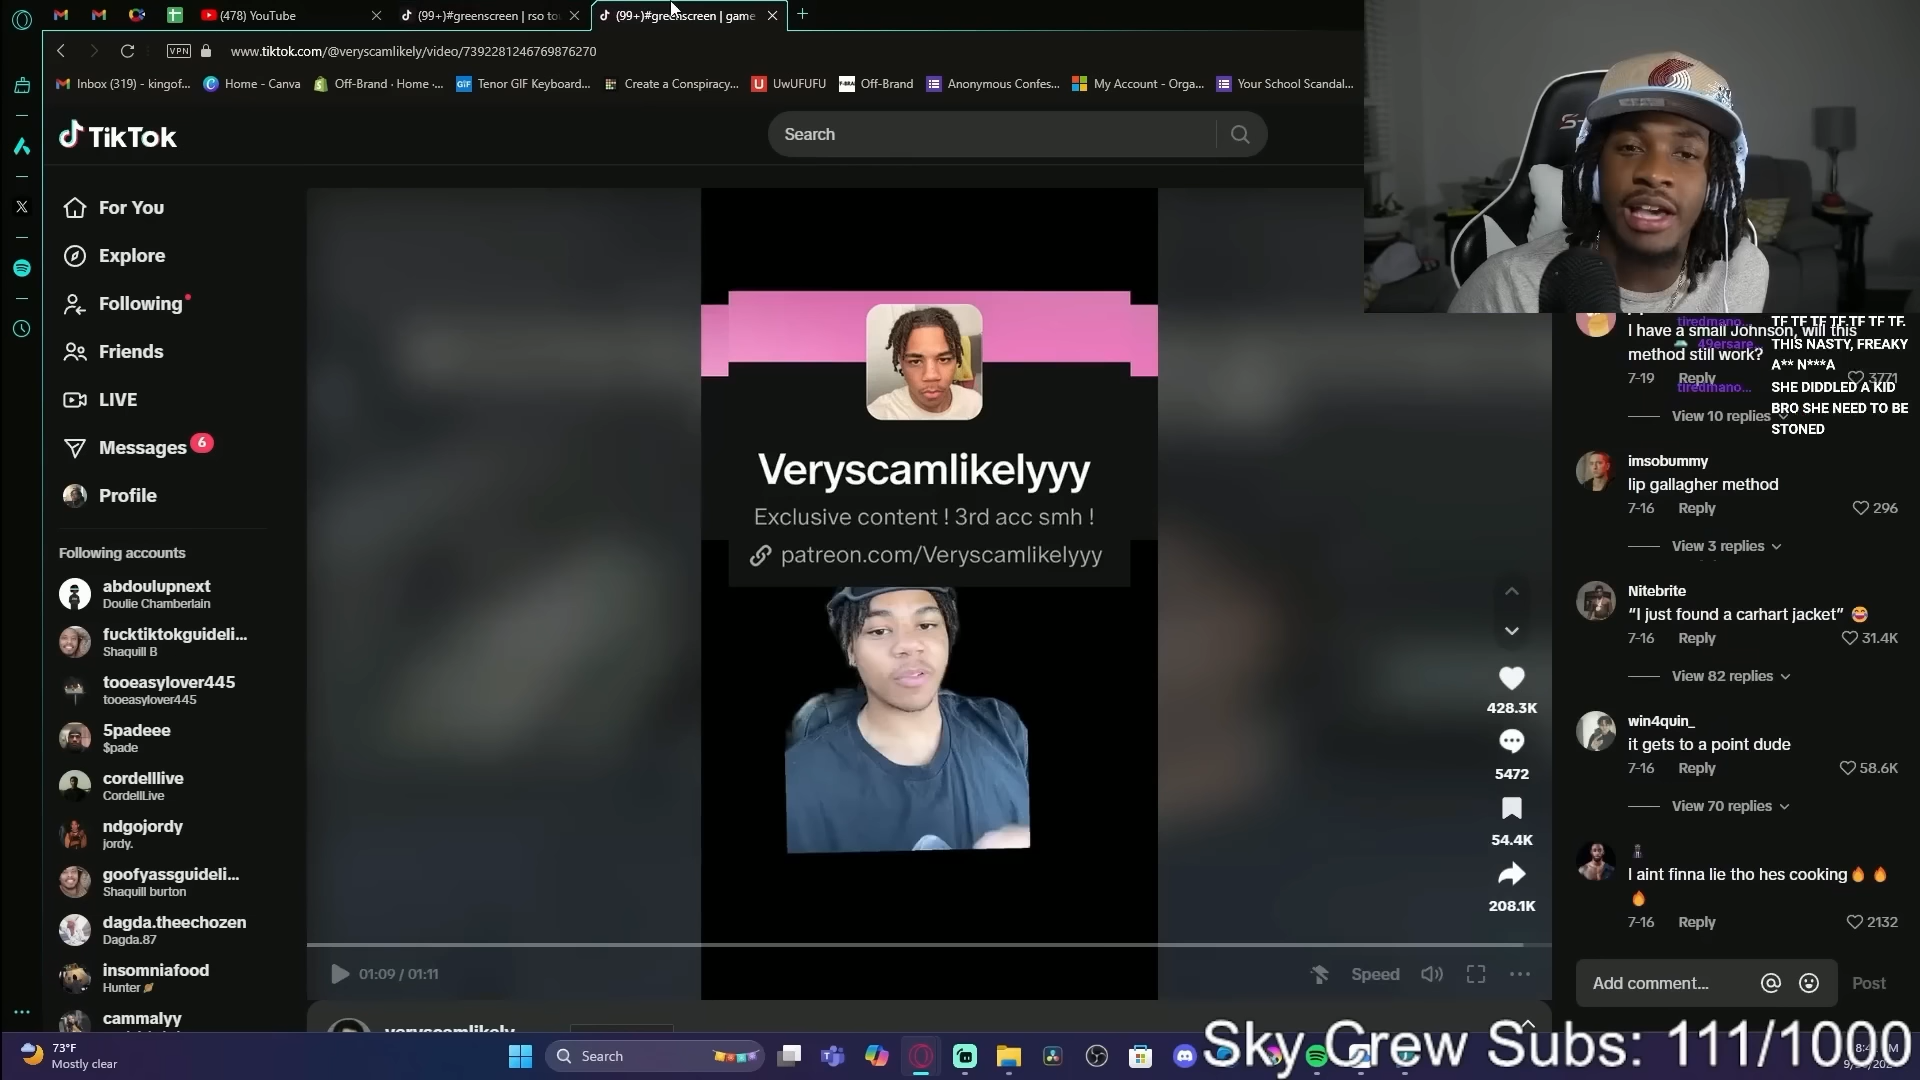 (478) YouTube
(99+)#greenscreen | rso to
(99+)#greenscreen | game
VPN
www.tiktok.com/@veryscamlikely/video/7392281246769876270
Inbox (319) - kingof...
Home - Canva
Off-Brand · Home ·...
GIF
Tenor GIF Keyboard...
Create a Conspiracy...
UwUFUFU
Off-Brand
Anonymous Confes...
My Account - Orga...
Your School Scandal...
TikTok
Search
For You
Explore
Following
Friends
LIVE
Messages 6
Profile
Following accounts
abdoulupnext
Doulie Chamberlain
fucktiktokguideli...
Shaquill B
tooeasylover445
tooeasylover445
5padeee
$pade
cordelllive
CordellLive
ndgojordy
jordy.
goofyassguideli...
Shaquill burton
dagda.theechozen
Dagda.87
insomniafood
Hunter
cammalyy
Veryscamlikelyyy
Exclusive content ! 3rd acc smh !
patreon.com/Veryscamlikelyyy
428.3K
5472
54.4K
208.1K
01:09 / 01:11
Speed
veryscamlikely
I have a small Johnson, will this
method still work?
7-19 Reply 3771
View 10 replies
tiredmano...
TF TF TF TF TF TF TF.
49ersare...
THIS NASTY, FREAKY
A** N***A
tiredmano...
SHE DIDDLED A KID
BRO SHE NEED TO BE
STONED
imsobummy
lip gallagher method
7-16 Reply 296
View 3 replies
Nitebrite
“I just found a carhart jacket” 😂
7-16 Reply 31.4K
View 82 replies
win4quin_
it gets to a point dude
7-16 Reply 58.6K
View 70 replies
I aint finna lie tho hes cooking🔥🔥
🔥
7-16 Reply 2132
Add comment...
Post
73°F
Mostly clear
Search
Sky Crew Subs: 111/1000